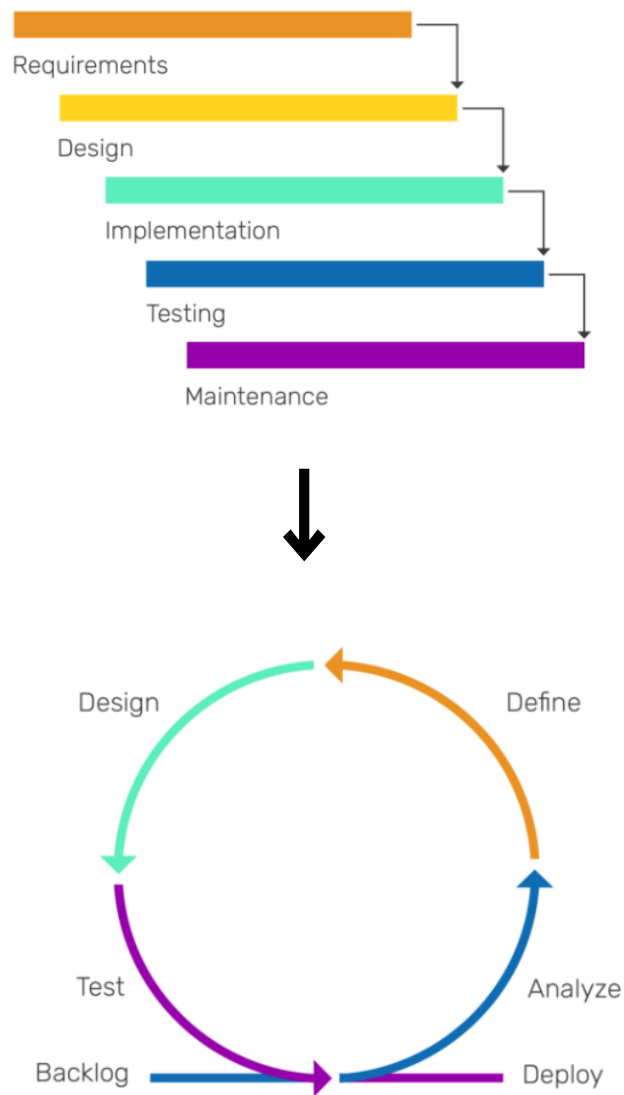 Requirements
Design
Implementation
Testing
Maintenance
Design
Define
Test
Analyze
Backlog
Deploy